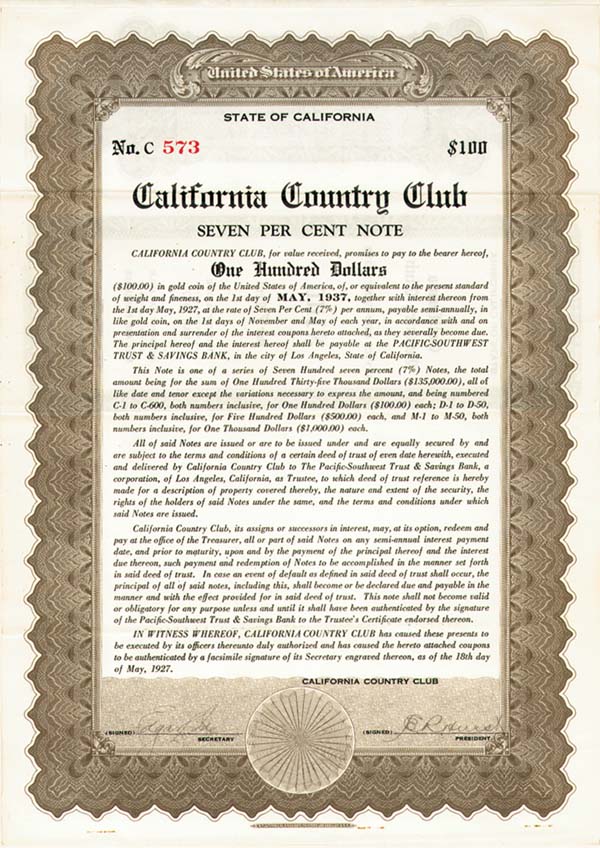 United States of America
STATE OF CALIFORNIA
No. C 573 $100
California Country Club
SEVEN PER CENT NOTE
CALIFORNIA COUNTRY CLUB, for value received, promises to pay to the bearer hereof,
One Hundred Dollars
($100.00) in gold coin of the United States of America, of, or equivalent to the present standard
of weight and fineness, on the 1st day of MAY, 1937, together with interest thereon from
the 1st day May, 1927, at the rate of Seven Per Cent (7%) per annum, payable semi-annually, in
like gold coin, on the 1st days of November and May of each year, in accordance with and on
presentation and surrender of the interest coupons hereto attached, as they severally become due.
The principal hereof and the interest hereof shall be payable at the PACIFIC-SOUTHWEST
TRUST & SAVINGS BANK, in the city of Los Angeles, State of California.
This Note is one of a series of Seven Hundred seven percent (7%) Notes, the total
amount being for the sum of One Hundred Thirty-five Thousand Dollars ($135,000.00), all of
like date and tenor except the variations necessary to express the amount, and being numbered
C-1 to C-600, both numbers inclusive, for One Hundred Dollars ($100.00) each; D-1 to D-50,
both numbers inclusive, for Five Hundred ($500.00) each, and M-1 to M-50, both
numbers inclusive, for One Thousand Dollars ($1,000.00) each.
All of said Notes are issued or are to be issued under and are equally secured by and
are subject to the terms and conditions of a certain deed of trust of even date herewith, executed
and delivered by California Country Club to The Pacific-Southwest Trust & Savings Bank, a
corporation, of Los Angeles, California, as Trustee, to which deed of trust reference is hereby
made for a description of property covered thereby, the nature and extent of the security, the
rights of the holders of said Notes under the same, and the terms and conditions under which
said Notes are issued.
California Country Club, its assigns or successors in interest, may, at its option, redeem and
pay at the office of the Treasurer, all or part of said Notes on any semi-annual interest payment
date, and prior to maturity, upon and by the payment of the principal thereof and the interest
due thereon, such payment and redemption of Notes to be accomplished in the manner set forth
in said deed of trust. In case an event of default as defined in said deed of trust shall occur, the
principal of all of said notes, including this, shall become or be declared due and payable in the
manner and with the effect provided for in said deed of trust. This note shall not become valid
or obligatory for any purpose unless and until it shall have been authenticated by the signature
of the Pacific-Southwest Trust & Savings Bank to the Trustee's Certificate endorsed thereon.
IN WITNESS WHEREOF, CALIFORNIA COUNTRY CLUB has caused these presents to
be executed by its officers thereunto duly authorized and has caused the hereto attached coupons
to be authenticated by a facsimile signature of its Secretary engraved thereon, as of the 18th day
of May, 1927.
CALIFORNIA COUNTRY CLUB
(SIGNED) SECRETARY (SIGNED) PRESIDENT